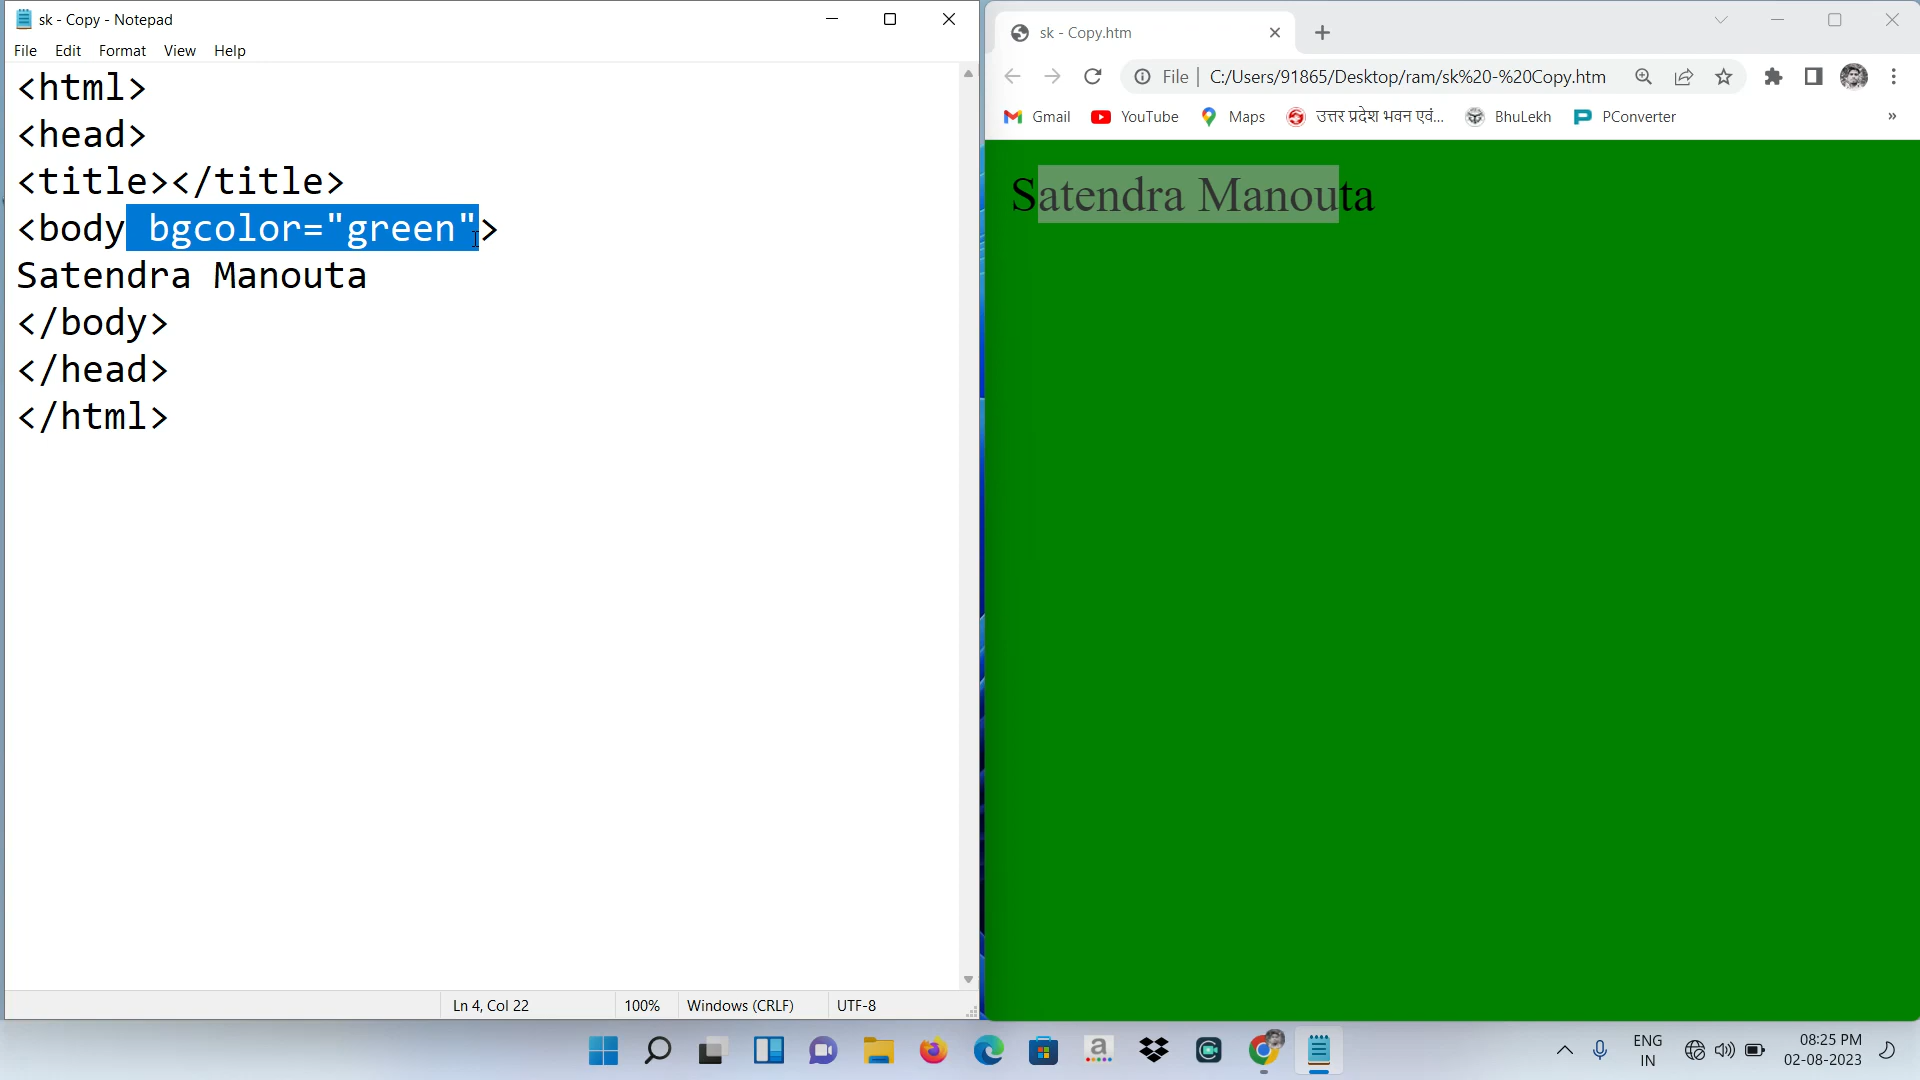 sk - Copy - Notepad
File Edit Format View Help
<html>
<head>
<title></title>
<body bgcolor="green">
Satendra Manouta
</body>
</head>
</html>
Ln 4, Col 22 100% Windows (CRLF) UTF-8
sk - Copy.htm
File C:/Users/91865/Desktop/ram/sk%20-%20Copy.htm
Gmail YouTube Maps उत्तर प्रदेश भवन एवं... BhuLekh PConverter »
Satendra Manouta
ENG
IN
08:25 PM
02-08-2023